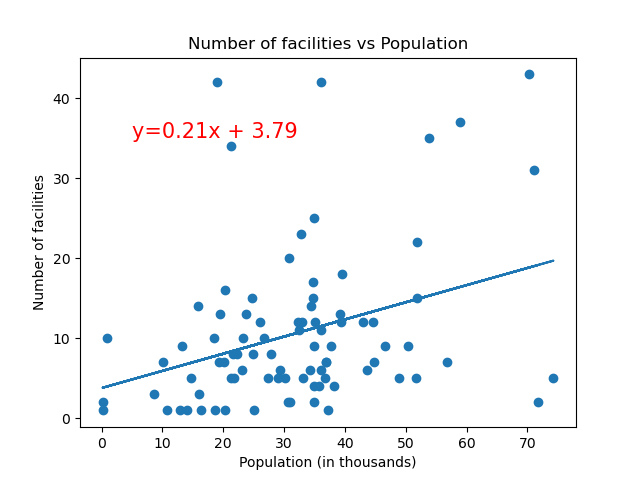 Number of facilities vs Population
y=0.21x + 3.79
Number of facilities
40
30
20
10
0
0 10 20 30 40 50 60 70
Population (in thousands)